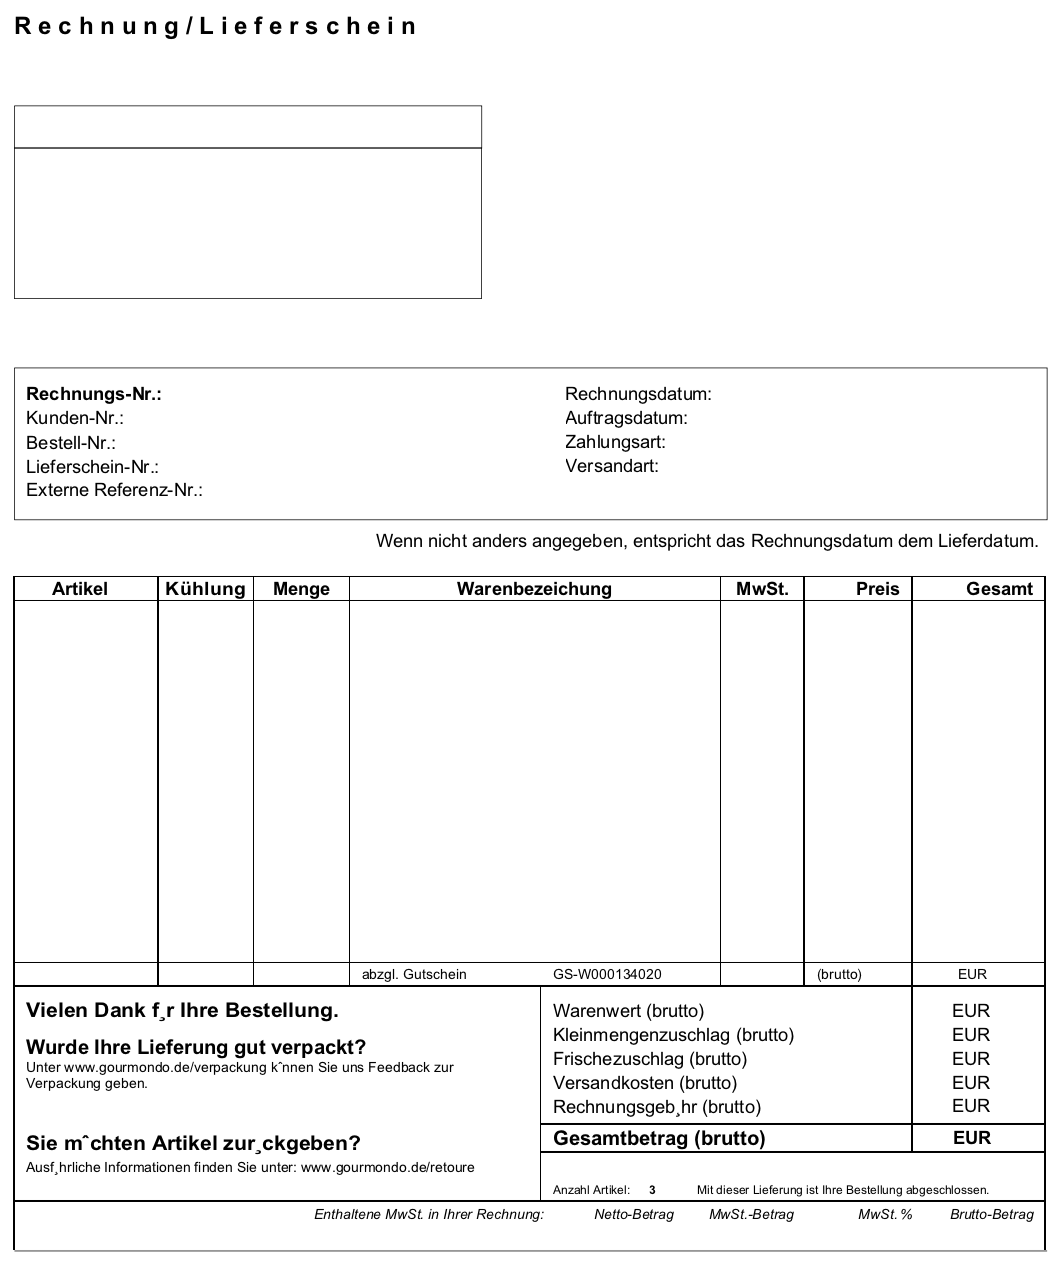 Rechnung/Lieferschein
Rechnungs-Nr.:
Kunden-Nr.:
Bestell-Nr.:
Lieferschein-Nr.:
Externe Referenz-Nr.:
Rechnungsdatum:
Auftragsdatum:
Zahlungsart:
Versandart:
Wenn nicht anders angegeben, entspricht das Rechnungsdatum dem Lieferdatum.
Artikel Kühlung Menge Warenbezeichung MwSt. Preis Gesamt
abzgl. Gutschein GS-W000134020 (brutto) EUR
Vielen Dank f¸r Ihre Bestellung.
Wurde Ihre Lieferung gut verpackt?
Unter www.gourmondo.de/verpackung kˆnnen Sie uns Feedback zur
Verpackung geben.
Sie mˆchten Artikel zur¸ckgeben?
Ausf¸hrliche Informationen finden Sie unter: www.gourmondo.de/retoure
Warenwert (brutto) EUR
Kleinmengenzuschlag (brutto) EUR
Frischezuschlag (brutto) EUR
Versandkosten (brutto) EUR
Rechnungsgeb¸hr (brutto) EUR
Gesamtbetrag (brutto) EUR
Anzahl Artikel: 3 Mit dieser Lieferung ist Ihre Bestellung abgeschlossen.
Enthaltene MwSt. in Ihrer Rechnung: Netto-Betrag MwSt.-Betrag MwSt.% Brutto-Betrag